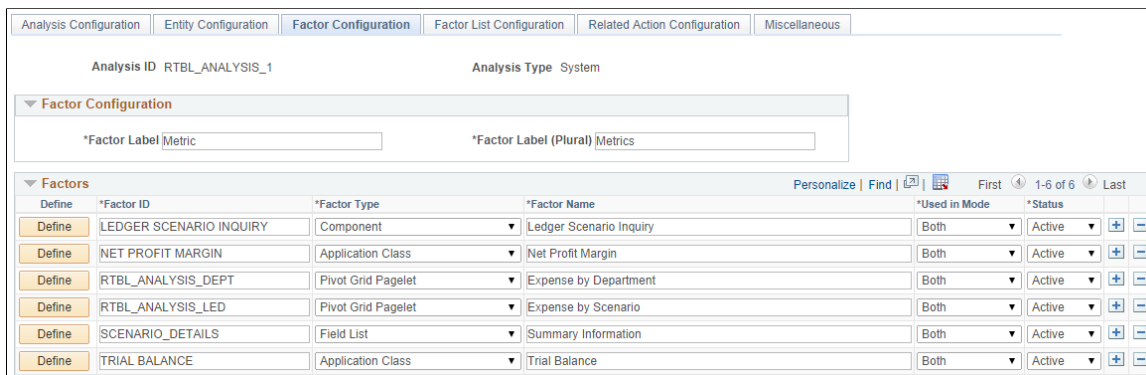 Analysis Configuration Entity Configuration Factor Configuration Factor List Configuration Related Action Configuration Miscellaneous
Analysis ID RTBL_ANALYSIS_1 Analysis Type System
Factor Configuration
*Factor Label Metric *Factor Label (Plural) Metrics
Factors Personalize | Find | | First 1-6 of 6 Last
Define *Factor ID *Factor Type *Factor Name *Used in Mode *Status
Define LEDGER SCENARIO INQUIRY Component Ledger Scenario Inquiry Both Active
Define NET PROFIT MARGIN Application Class Net Profit Margin Both Active
Define RTBL_ANALYSIS_DEPT Pivot Grid Pagelet Expense by Department Both Active
Define RTBL_ANALYSIS_LED Pivot Grid Pagelet Expense by Scenario Both Active
Define SCENARIO_DETAILS Field List Summary Information Both Active
Define TRIAL BALANCE Application Class Trial Balance Both Active